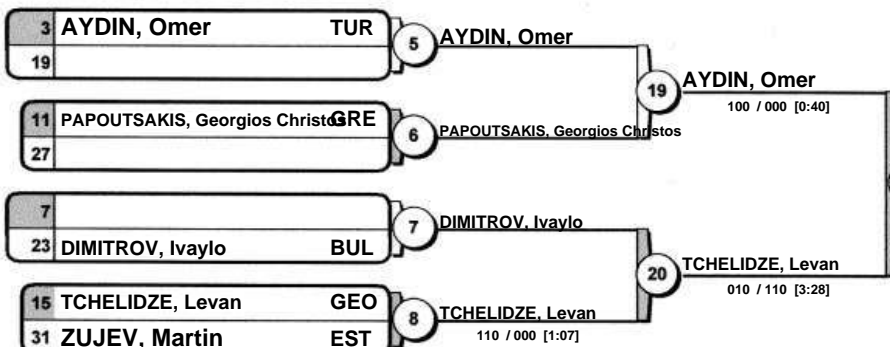 3 AYDIN, Omer TUR
19
5 AYDIN, Omer
11 PAPOUTSAKIS, Georgios Christos GRE
27
6 PAPOUTSAKIS, Georgios Christos
19 AYDIN, Omer
100 / 000 [0:40]
7
23 DIMITROV, Ivaylo BUL
7 DIMITROV, Ivaylo
15 TCHELIDZE, Levan GEO
31 ZUJEV, Martin EST
8 TCHELIDZE, Levan
110 / 000 [1:07]
20 TCHELIDZE, Levan
010 / 110 [3:28]